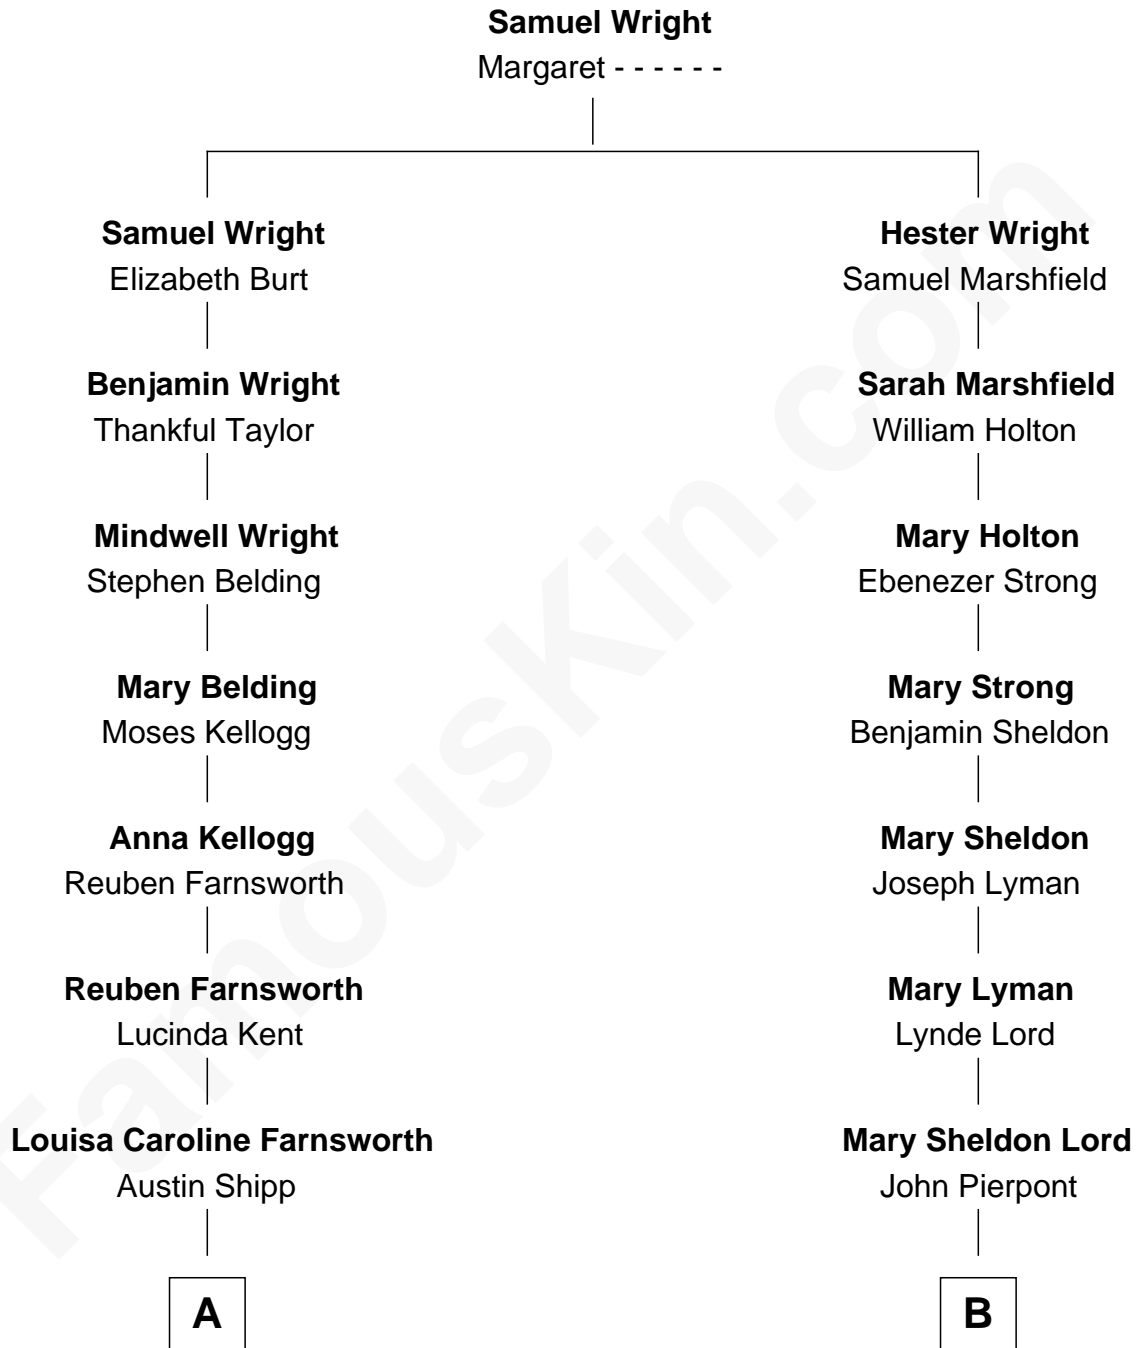 Samuel Wright
Margaret - - - - - -
Samuel Wright
Elizabeth Burt
Hester Wright
Samuel Marshfield
Benjamin Wright
Thankful Taylor
Sarah Marshfield
William Holton
Mindwell Wright
Stephen Belding
Mary Holton
Ebenezer Strong
Mary Belding
Moses Kellogg
Mary Strong
Benjamin Sheldon
Anna Kellogg
Reuben Farnsworth
Mary Sheldon
Joseph Lyman
Reuben Farnsworth
Lucinda Kent
Mary Lyman
Lynde Lord
Louisa Caroline Farnsworth
Austin Shipp
Mary Sheldon Lord
John Pierpont
A
B
FamousKin.com